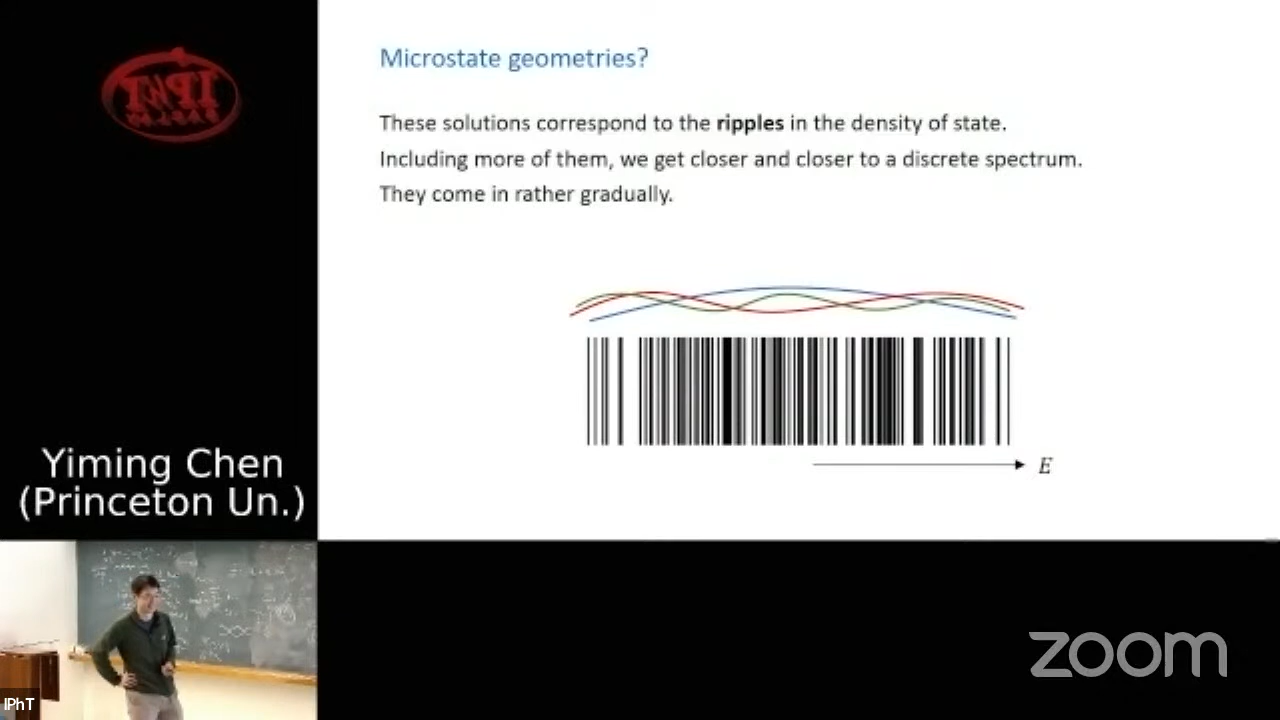 Microstate geometries?
These solutions correspond to the ripples in the density of state.
Including more of them, we get closer and closer to a discrete spectrum.
They come in rather gradually.
E
Yiming Chen
(Princeton Un.)
IPhT
zoom